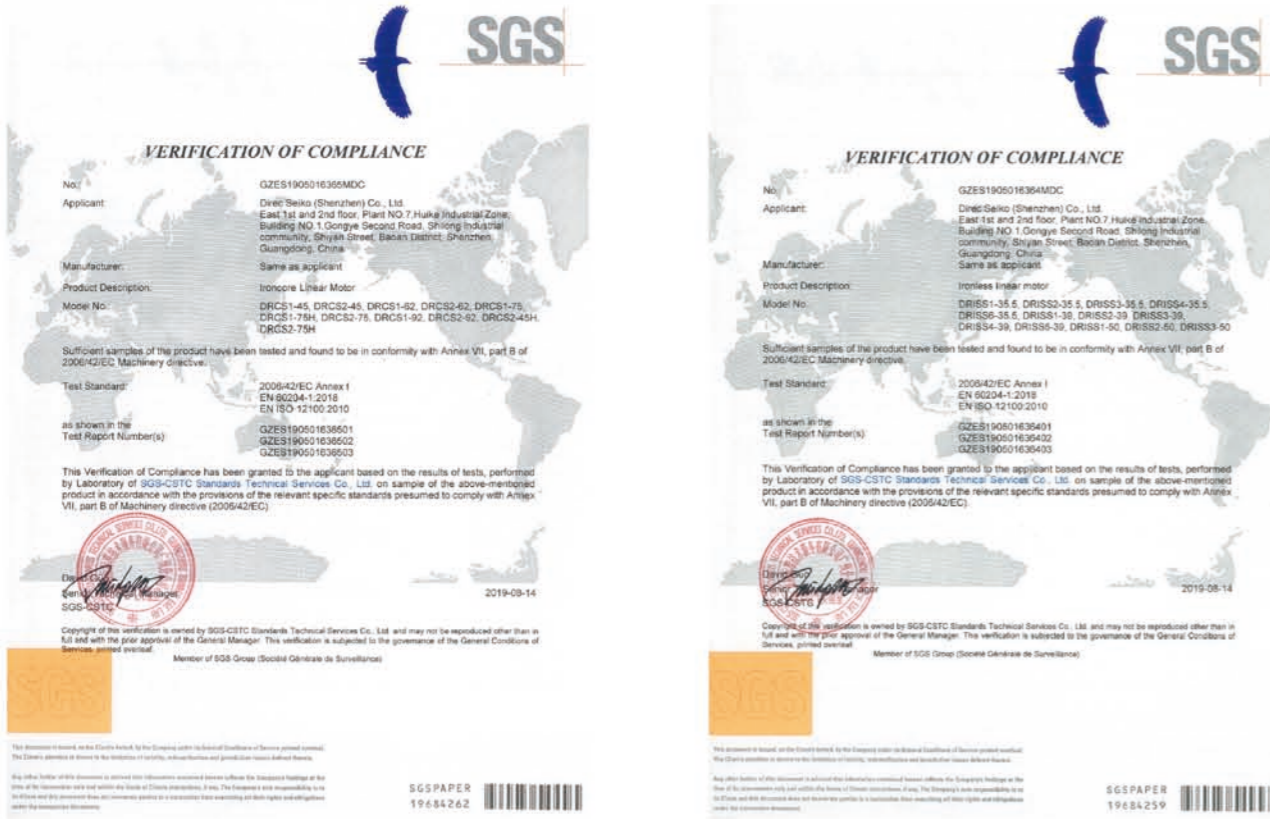 SGS
VERIFICATION OF COMPLIANCE
No.: GZES1905016365MDC
Applicant: Direc Seiko (Shenzhen) Co., Ltd.
East 1st and 2nd floor, Plant NO.7,Huike Industrial Zone,
Building NO.1,Gongye Second Road, Shilong Industrial
community, Shiyan Street, Baoan District, Shenzhen,
Guangdong, China
Manufacturer: Same as applicant
Product Description: Ironcore Linear Motor
Model No.: DRCS1-45, DRCS2-45, DRCS1-62, DRCS2-62, DRCS1-75,
DRCS1-75H, DRCS2-75, DRCS1-92, DRCS2-92, DRCS2-45H,
DRCS2-75H
Sufficient samples of the product have been tested and found to be in conformity with Annex VII, part B of
2006/42/EC Machinery directive.
Test Standard: 2006/42/EC Annex I
EN 60204-1:2018
EN ISO 12100:2010
as shown in the
Test Report Number(s): GZES190501636501
GZES190501636502
GZES190501636503
This Verification of Compliance has been granted to the applicant based on the results of tests, performed
by Laboratory of SGS-CSTC Standards Technical Services Co., Ltd. on sample of the above-mentioned
product in accordance with the provisions of the relevant specific standards presumed to comply with Annex
VII, part B of Machinery directive (2006/42/EC).
Manager
SGS-CSTC
2019-08-14
Copyright of this verification is owned by SGS-CSTC Standards Technical Services Co., Ltd. and may not be reproduced other than in
full and with the prior approval of the General Manager. This verification is subjected to the governance of the General Conditions of
Services, printed overleaf.
Member of SGS Group (Société Générale de Surveillance)
SGS
SGSPAPER
19684262
SGS
VERIFICATION OF COMPLIANCE
No.: GZES1905016364MDC
Applicant: Direc Seiko (Shenzhen) Co., Ltd.
East 1st and 2nd floor, Plant NO.7,Huike Industrial Zone,
Building NO.1,Gongye Second Road, Shilong Industrial
community, Shiyan Street, Baoan District, Shenzhen,
Guangdong, China
Manufacturer: Same as applicant
Product Description: Ironless linear motor
Model No.: DRISS1-35.5, DRISS2-35.5, DRISS3-35.5, DRISS4-35.5,
DRISS6-35.5, DRISS1-39, DRISS2-39, DRISS3-39,
DRISS4-39, DRISS6-39, DRISS1-50, DRISS2-50, DRISS3-50
Sufficient samples of the product have been tested and found to be in conformity with Annex VII, part B of
2006/42/EC Machinery directive.
Test Standard: 2006/42/EC Annex I
EN 60204-1:2018
EN ISO 12100:2010
as shown in the
Test Report Number(s): GZES190501636401
GZES190501636402
GZES190501636403
This Verification of Compliance has been granted to the applicant based on the results of tests, performed
by Laboratory of SGS-CSTC Standards Technical Services Co., Ltd. on sample of the above-mentioned
product in accordance with the provisions of the relevant specific standards presumed to comply with Annex
VII, part B of Machinery directive (2006/42/EC).
SGS-CSTC
2019-08-14
Copyright of this verification is owned by SGS-CSTC Standards Technical Services Co., Ltd. and may not be reproduced other than in
full and with the prior approval of the General Manager. This verification is subjected to the governance of the General Conditions of
Services, printed overleaf.
Member of SGS Group (Société Générale de Surveillance)
SGS
SGSPAPER
19684259